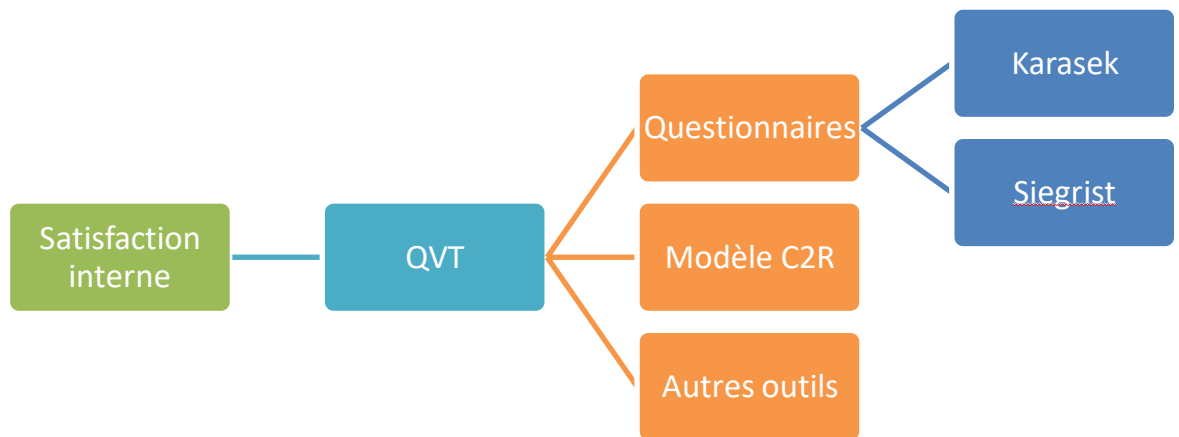 Satisfaction
interne
QVT
Questionnaires
Modèle C2R
Autres outils
Karasek
Siegrist